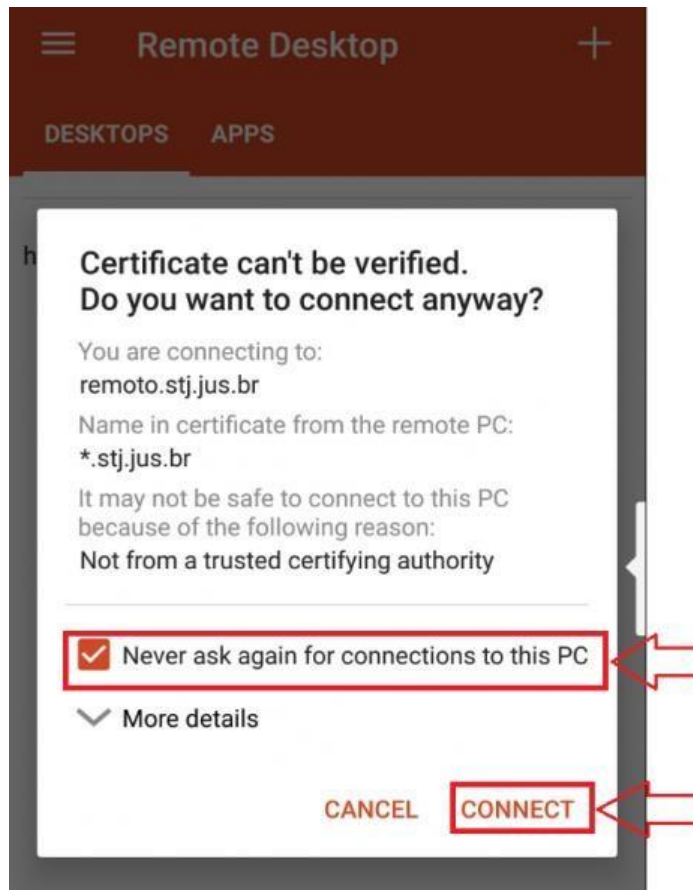 Remote Desktop
DESKTOPS APPS
h
Certificate can't be verified.
Do you want to connect anyway?
You are connecting to:
remoto.stj.jus.br
Name in certificate from the remote PC:
*.stj.jus.br
It may not be safe to connect to this PC
because of the following reason:
Not from a trusted certifying authority
Never ask again for connections to this PC
More details
CANCEL CONNECT